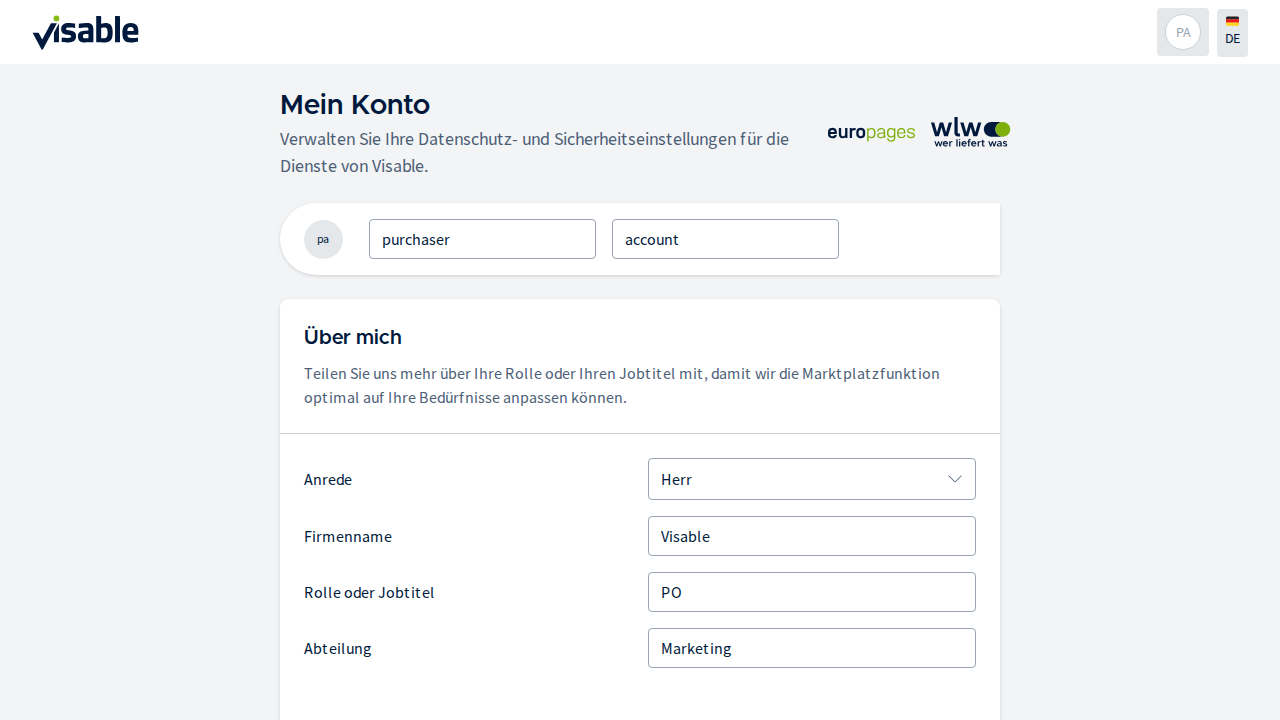 visable
PA
DE
Mein Konto
Verwalten Sie Ihre Datenschutz- und Sicherheitseinstellungen für die
Dienste von Visable.
europages
wlw
wer liefert was
pa
purchaser
account
Über mich
Teilen Sie uns mehr über Ihre Rolle oder Ihren Jobtitel mit, damit wir die Marktplatzfunktion
optimal auf Ihre Bedürfnisse anpassen können.
Anrede
Herr
Firmenname
Visable
Rolle oder Jobtitel
PO
Abteilung
Marketing